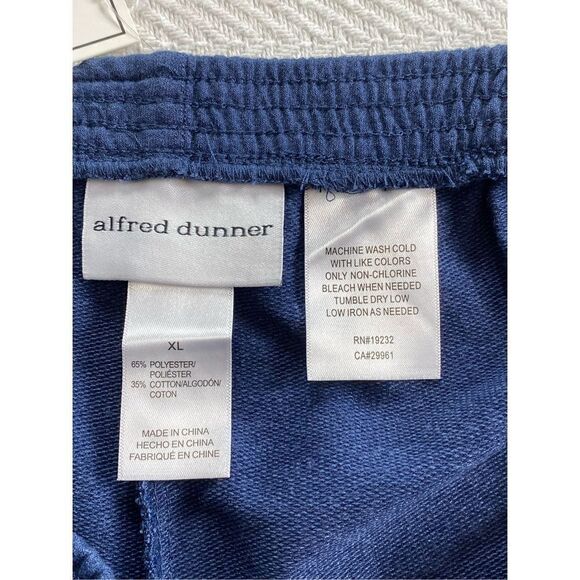 alfred dunner
XL
65% POLYESTER/
POLIÉSTER
35% COTTON/ALGODÓN/
COTON
MADE IN CHINA
HECHO EN CHINA
FABRIQUÉ EN CHINE
MACHINE WASH COLD
WITH LIKE COLORS
ONLY NON-CHLORINE
BLEACH WHEN NEEDED
TUMBLE DRY LOW
LOW IRON AS NEEDED
RN#19232
CA#29961